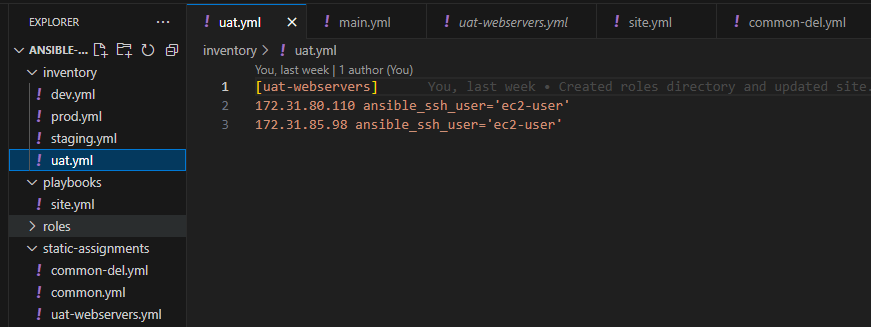 EXPLORER
uat.yml
main.yml
uat-webservers.yml
site.yml
common-del.yml
ANSIBLE-...
inventory > uat.yml
inventory
dev.yml
prod.yml
staging.yml
uat.yml
playbooks
site.yml
roles
static-assignments
common-del.yml
common.yml
uat-webservers.yml
You, last week | 1 author (You)
1 [uat-webservers] You, last week • Created roles directory and updated site.
2 172.31.80.110 ansible_ssh_user='ec2-user'
3 172.31.85.98 ansible_ssh_user='ec2-user'